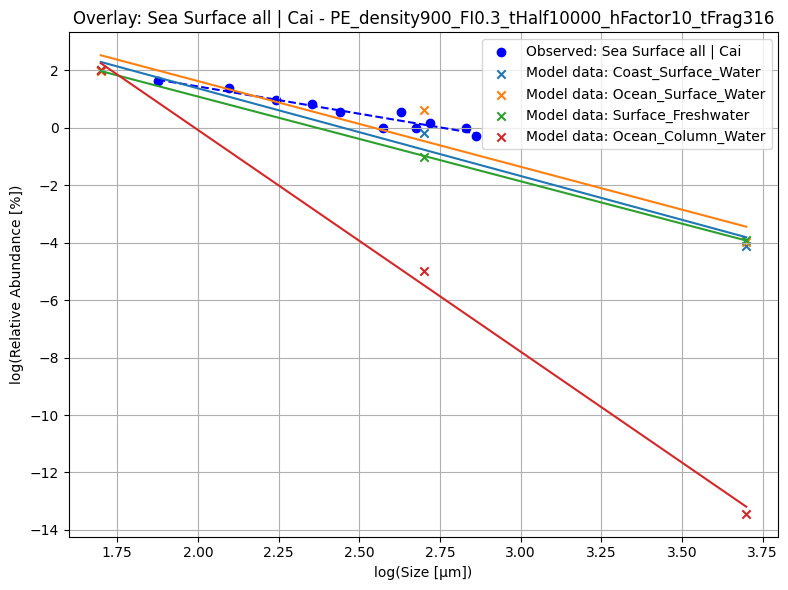 Overlay: Sea Surface all | Cai - PE_density900_FI0.3_tHalf10000_hFactor10_tFrag316
Observed: Sea Surface all | Cai
Model data: Coast_Surface_Water
Model data: Ocean_Surface_Water
Model data: Surface_Freshwater
Model data: Ocean_Column_Water
log(Relative Abundance [%])
2
0
−2
−4
−6
−8
−10
−12
−14
1.75
2.00
2.25
2.50
2.75
3.00
3.25
3.50
3.75
log(Size [µm])